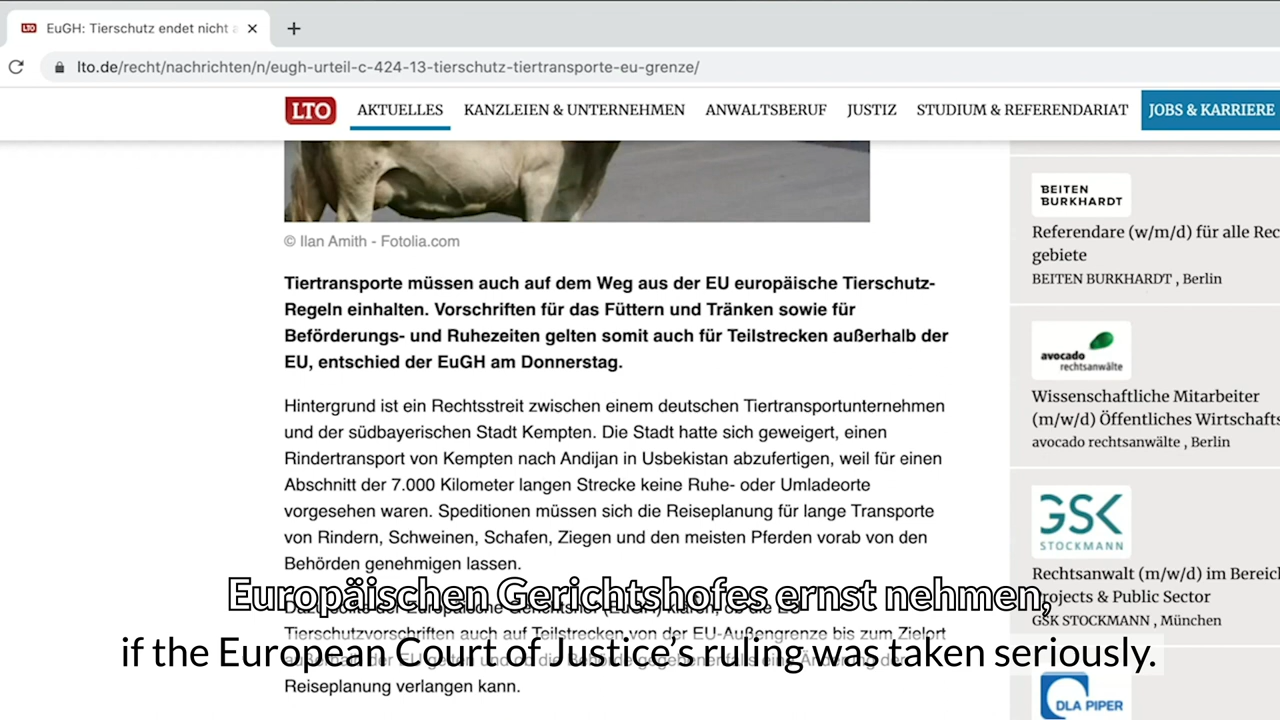 LTO
EuGH: Tierschutz endet nicht a
lto.de/recht/nachrichten/n/eugh-urteil-c-424-13-tierschutz-tiertransporte-eu-grenze/
LTO AKTUELLES KANZLEIEN & UNTERNEHMEN ANWALTSBERUF JUSTIZ STUDIUM & REFERENDARIAT JOBS & KARRIERE
© Ilan Amith - Fotolia.com
Tiertransporte müssen auch auf dem Weg aus der EU europäische Tierschutz-
Regeln einhalten. Vorschriften für das Füttern und Tränken sowie für
Beförderungs- und Ruhezeiten gelten somit auch für Teilstrecken außerhalb der
EU, entschied der EuGH am Donnerstag.
Hintergrund ist ein Rechtsstreit zwischen einem deutschen Tiertransportunternehmen
und der südbayerischen Stadt Kempten. Die Stadt hatte sich geweigert, einen
Rindertransport von Kempten nach Andijan in Usbekistan abzufertigen, weil für einen
Abschnitt der 7.000 Kilometer langen Strecke keine Ruhe- oder Umladeorte
vorgesehen waren. Speditionen müssen sich die Reiseplanung für lange Transporte
von Rindern, Schweinen, Schafen, Ziegen und den meisten Pferden vorab von den
Behörden genehmigen lassen.
Tierschutzvorschriften auch auf Teilstrecken von der EU-Außengrenze bis zum Zielort
Reiseplanung verlangen kann.
Europäischen Gerichtshofes ernst nehmen,
if the European Court of Justice’s ruling was taken seriously.
BEITEN
BURKHARDT
Referendare (w/m/d) für alle Rec
gebiete
BEITEN BURKHARDT , Berlin
avocado
rechtsanwälte
Wissenschaftliche Mitarbeiter
(m/w/d) Öffentliches Wirtschafts
avocado rechtsanwälte , Berlin
GSK
STOCKMANN
Rechtsanwalt (m/w/d) im Bereich
rojects & Public Sector
GSK STOCKMANN , München
DLA PIPER